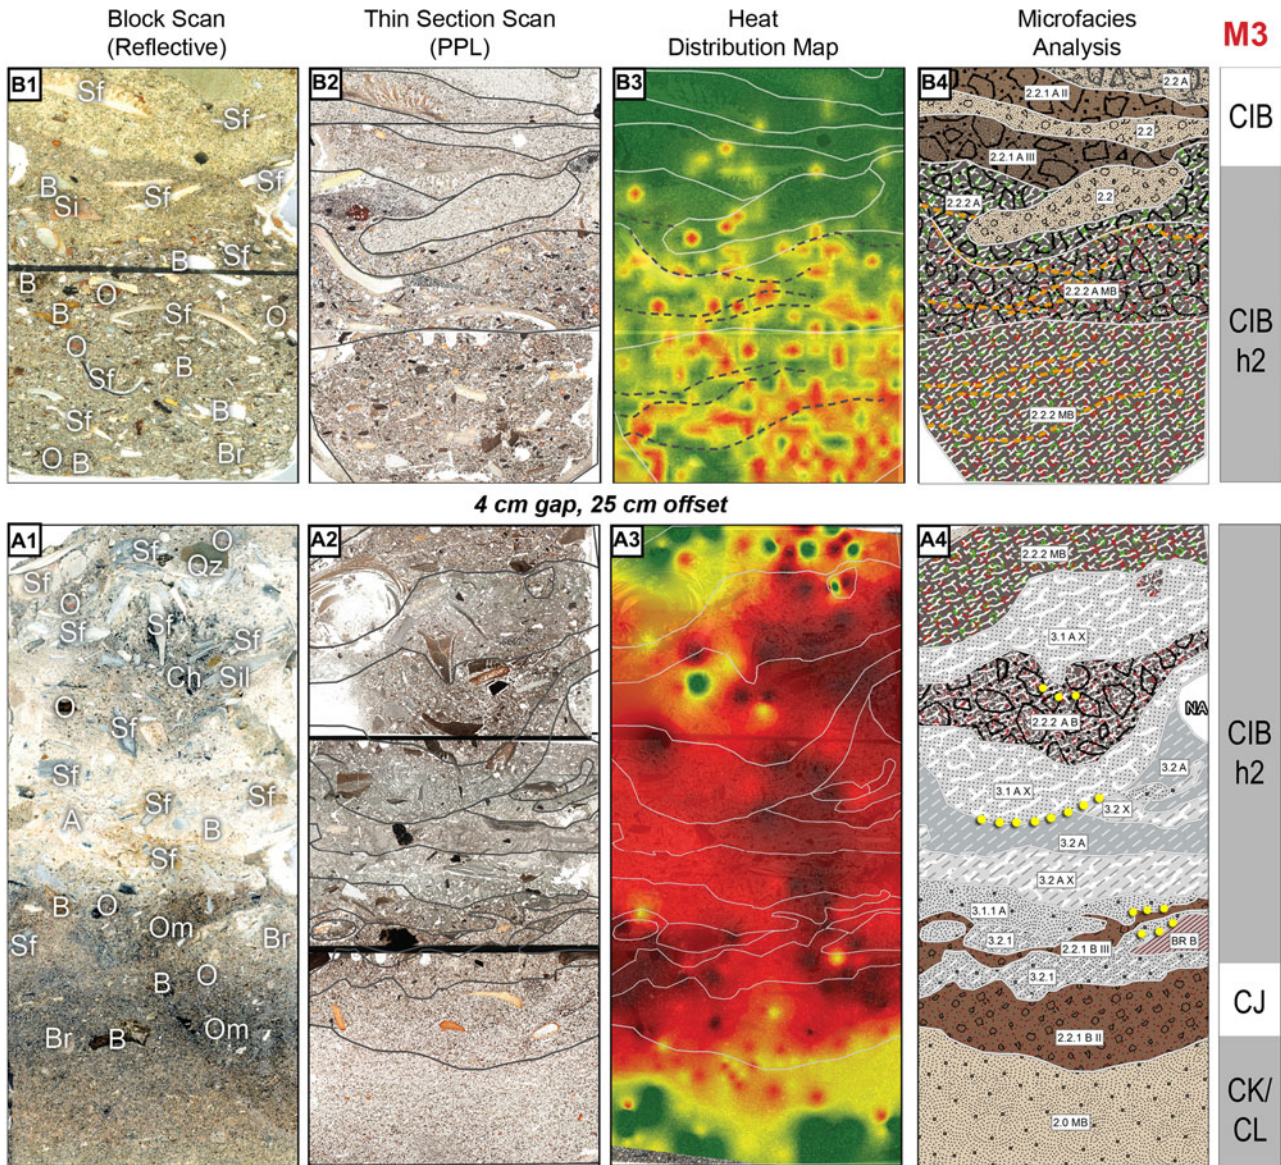 Block Scan
(Reflective)
Thin Section Scan
(PPL)
Heat
Distribution Map
Microfacies
Analysis
M3
B1
Sf
Sf
B
Si
Sf
Sf
Sf
B
B
O
B
Sf
O
O
Sf
B
Sf
B
O
B
Br
B2
B3
B4
2.2 A
2.2.1 A II
2.2
2.2.1 A III
2.2.2 A
2.2
2.2.2 A MB
2.2.2 MB
CIB
CIB
h2
4 cm gap, 25 cm offset
A1
Sf
O
Qz
Sf
O
Sf
Sf
Sf
Ch
Sil
O
Sf
Sf
Sf
Sf
A
B
Sf
B
O
Om
Br
Sf
O
B
Om
Br
B
A2
A3
A4
2.2.2 MB
3.1 A X
NA
2.2.2 A B
3.2 A
3.1 A X
3.2 X
3.2 A
3.2 A X
3.1.1 A
BR B
3.2.1
2.2.1 B III
3.2.1
2.2.1 B II
2.0 MB
CIB
h2
CJ
CK/
CL